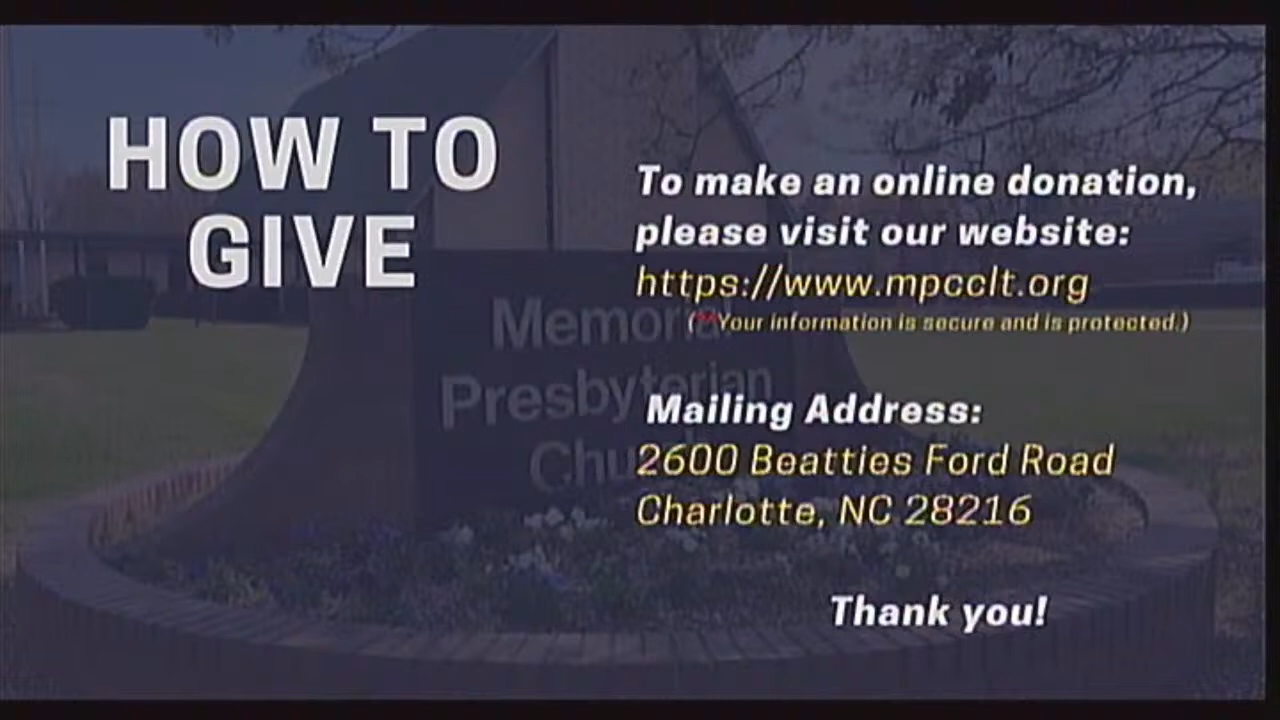 HOW TO
GIVE
To make an online donation,
please visit our website:
https://www.mpcclt.org
(**Your information is secure and is protected.)
Memorial
Presbyterian
Church
Mailing Address:
2600 Beatties Ford Road
Charlotte, NC 28216
Thank you!